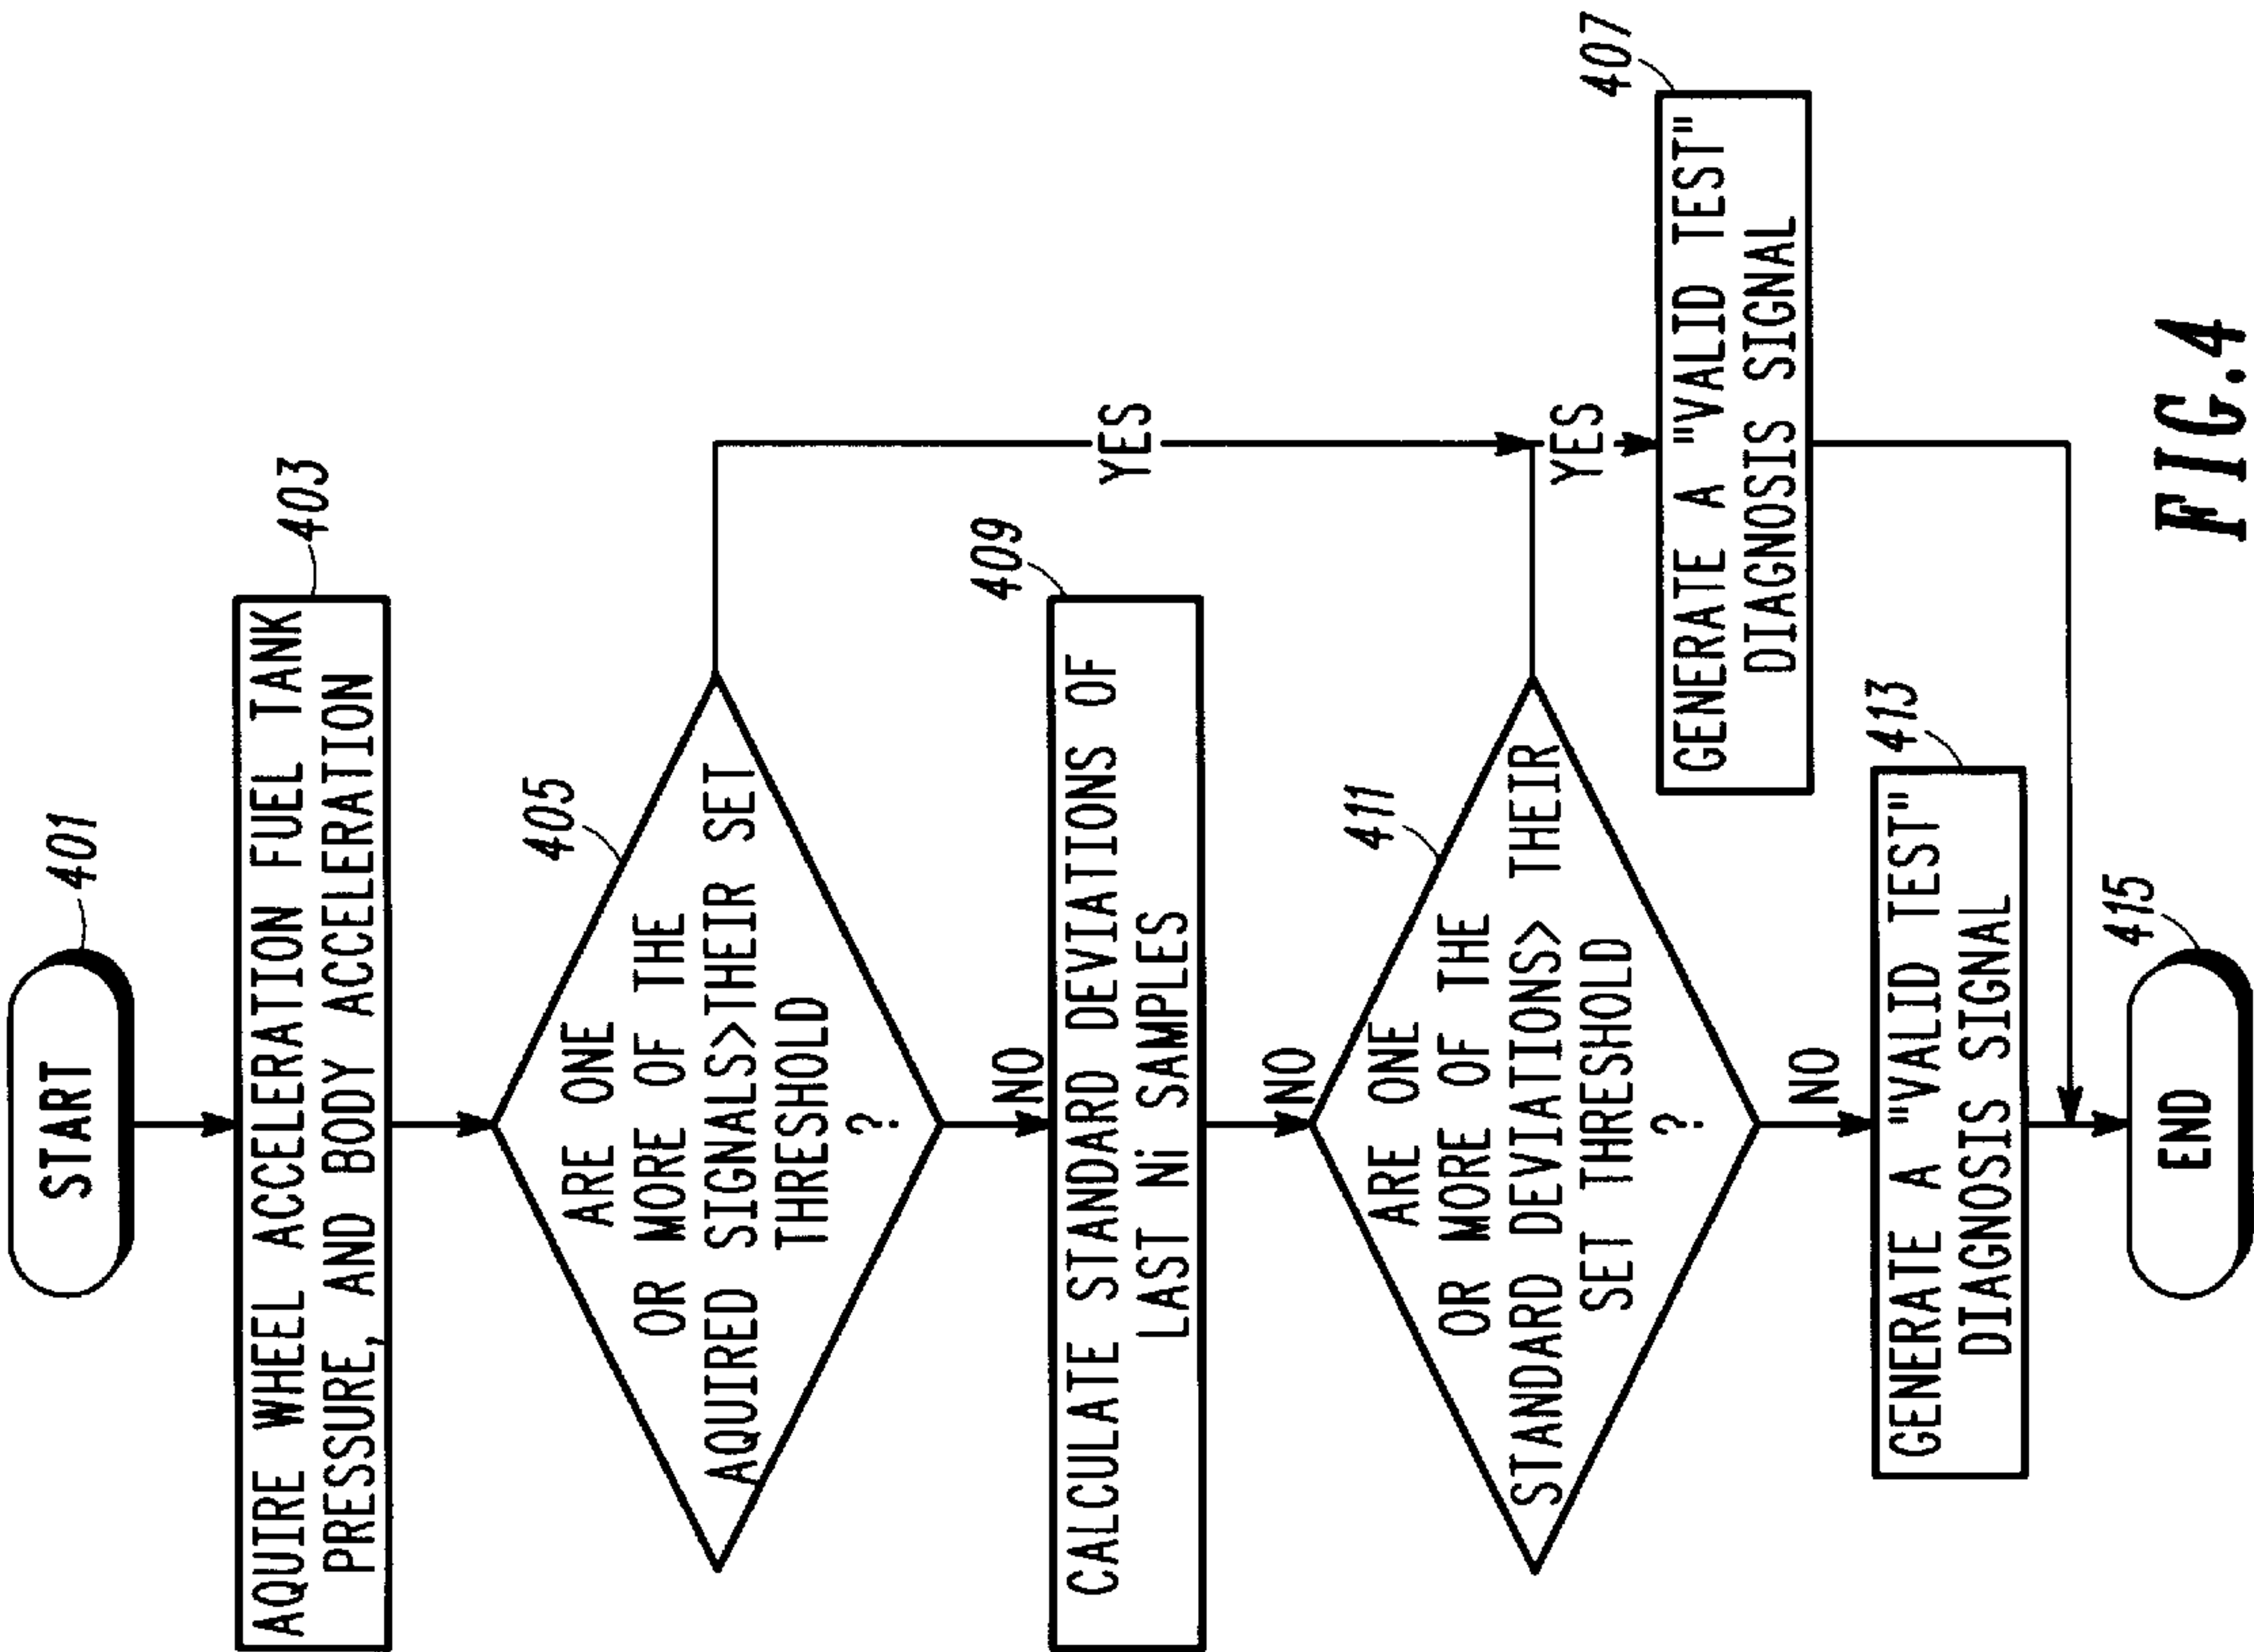 START
401
AQUIRE WHEEL ACCELERATION FUEL TANK
PRESSURE, AND BODY ACCELERATION
403
ARE ONE
OR MORE OF THE
AQUIRED SIGNALS>THEIR SET
THRESHOLD
?
405
YES
NO
CALCULATE STANDARD DEVIATIONS OF
LAST Ni SAMPLES
409
NO
ARE ONE
OR MORE OF THE
STANDARD DEVIATIONS> THEIR
SET THRESHOLD
?
411
YES
GENERATE A "VALID TEST"
DIAGNOSIS SIGNAL
407
NO
GENERATE A "VALID TEST"
DIAGNOSIS SIGNAL
413
END
415
FIG.4